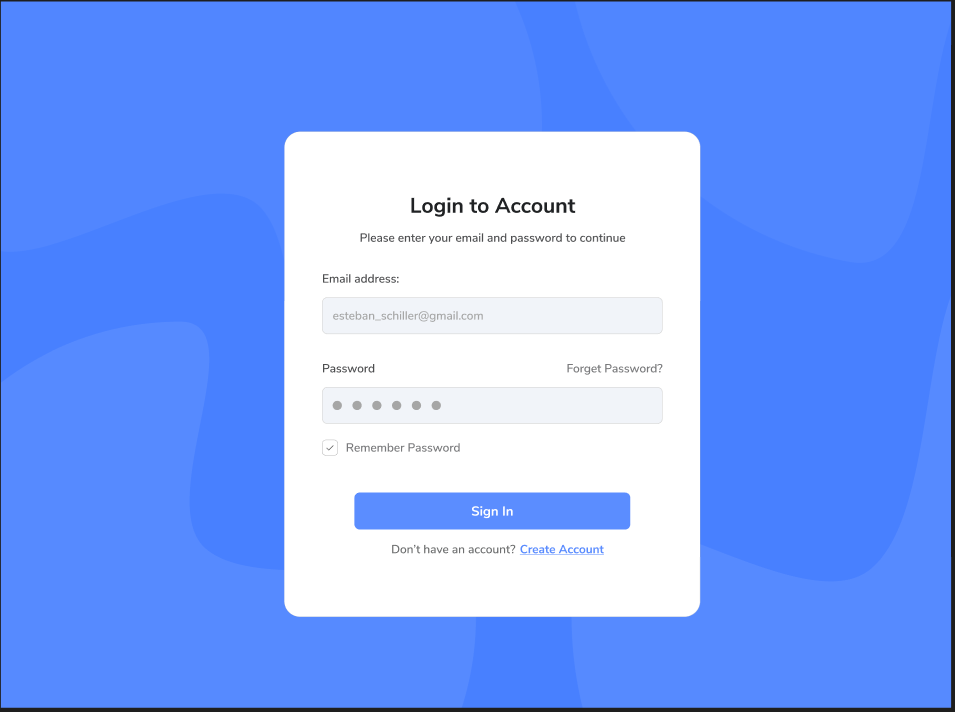 Login to Account
Please enter your email and password to continue
Email address:
esteban_schiller@gmail.com
Password
Forget Password?
Remember Password
Sign In
Don't have an account? Create Account